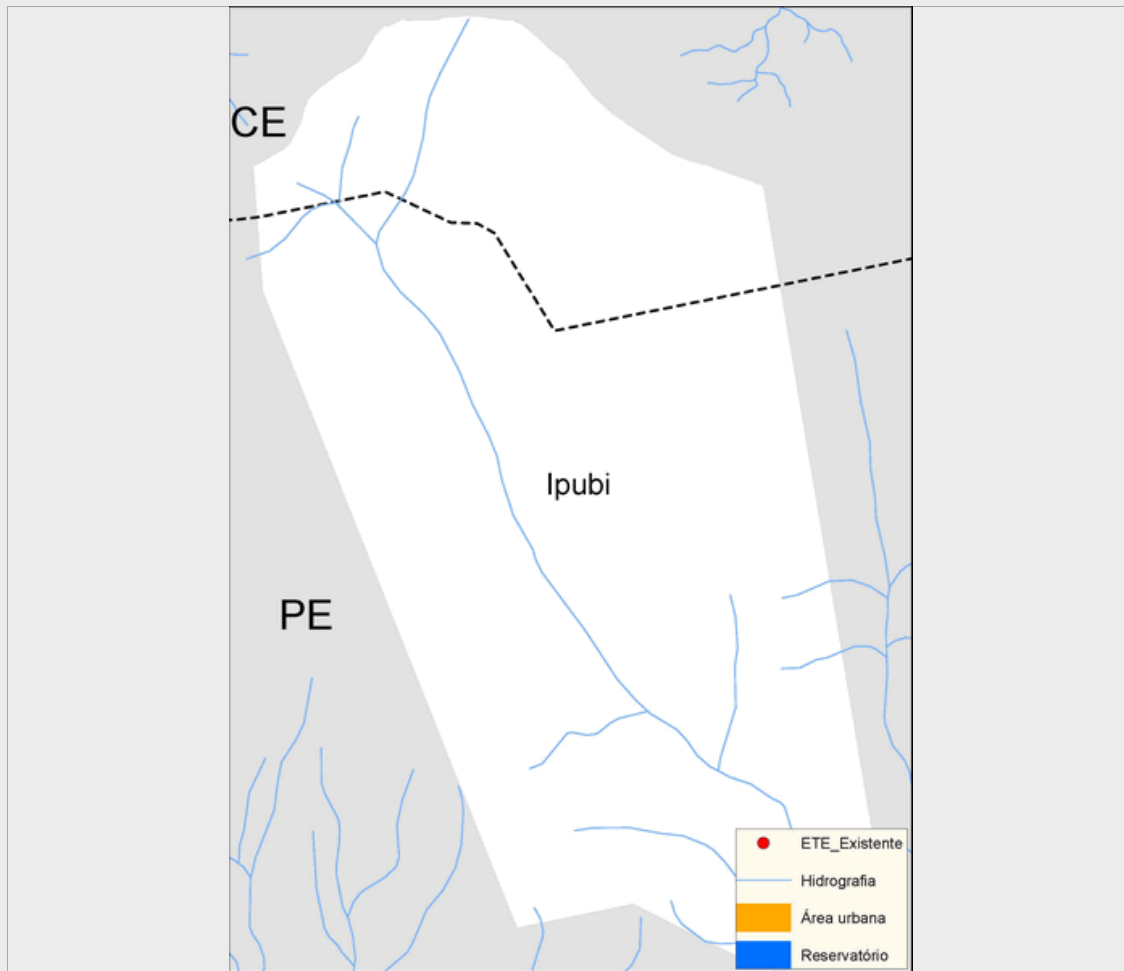 CE
Ipubi
PE
ETE_Existente
Hidrografia
Área urbana
Reservatório